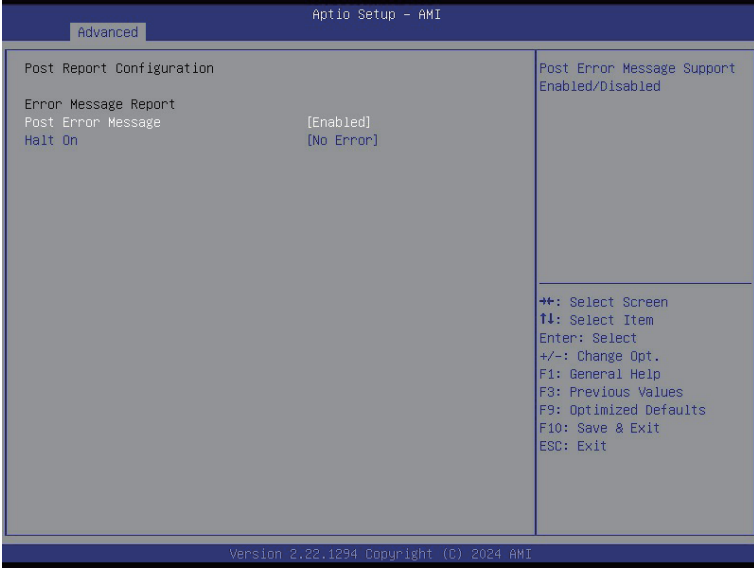 Aptio Setup – AMI
Advanced
Post Report Configuration
Error Message Report
Post Error Message [Enabled]
Halt On [No Error]
Post Error Message Support
Enabled/Disabled
→←: Select Screen
↑↓: Select Item
Enter: Select
+/-: Change Opt.
F1: General Help
F3: Previous Values
F9: Optimized Defaults
F10: Save & Exit
ESC: Exit
Version 2.22.1294 Copyright (C) 2024 AMI